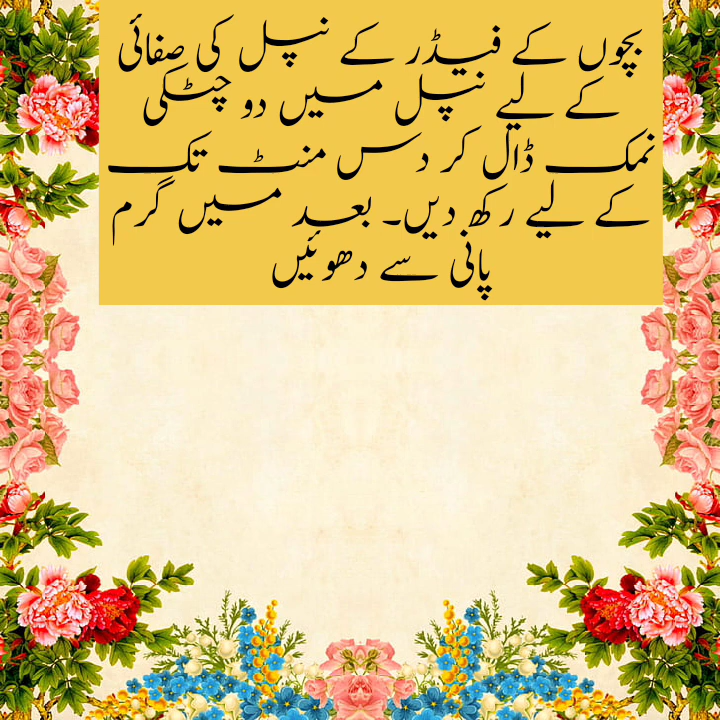 بچوں کے فیڈر کے نپل کی صفائی
کے لیے نپل میں دو چٹکی
نمک ڈال کر دس منٹ تک
کے لیے رکھ دیں۔ بعد میں گرم
پانی سے دھوئیں